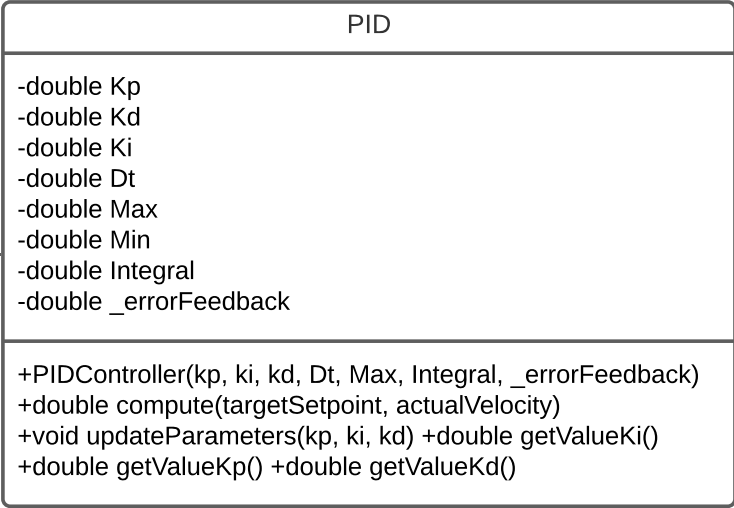 PID
-double Kp
-double Kd
-double Ki
-double Dt
-double Max
-double Min
-double Integral
-double _errorFeedback
+PIDController(kp, ki, kd, Dt, Max, Integral, _errorFeedback)
+double compute(targetSetpoint, actualVelocity)
+void updateParameters(kp, ki, kd) +double getValueKi()
+double getValueKp() +double getValueKd()